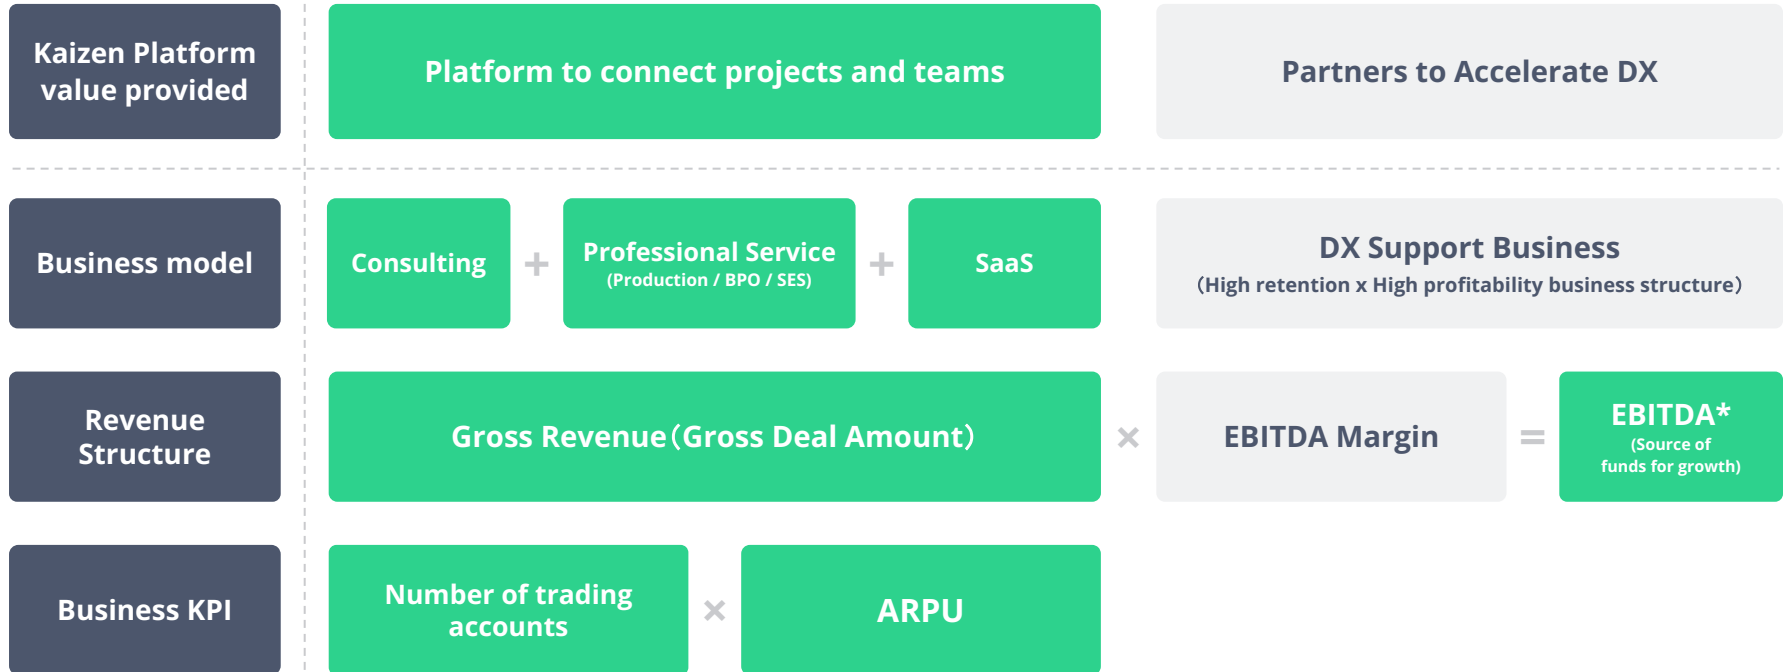 Kaizen Platform
value provided
Platform to connect projects and teams
Partners to Accelerate DX
Business model
Consulting
+
Professional Service
(Production / BPO / SES)
+
SaaS
DX Support Business
（High retention x High profitability business structure）
Revenue
Structure
Gross Revenue（Gross Deal Amount）
×
EBITDA Margin
=
EBITDA*
(Source of
funds for growth)
Business KPI
Number of trading
accounts
×
ARPU